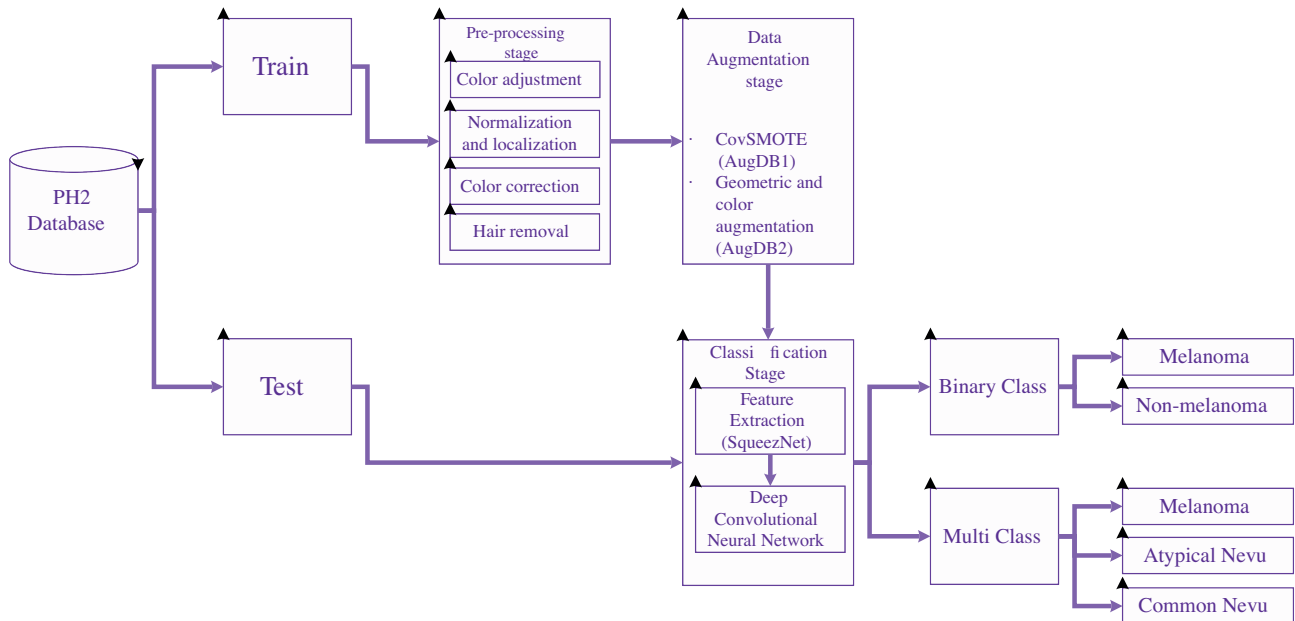 PH2
Database
Train
Test
Pre-processing
stage
Color adjustment
Normalization
and localization
Color correction
Hair removal
Data
Augmentation
stage
· CovSMOTE
(AugDB1)
· Geometric and
color
augmentation
(AugDB2)
Classi fication
Stage
Feature
Extraction
(SqueezNet)
Deep
Convolutional
Neural Network
Binary Class
Melanoma
Non-melanoma
Multi Class
Melanoma
Atypical Nevu
Common Nevu